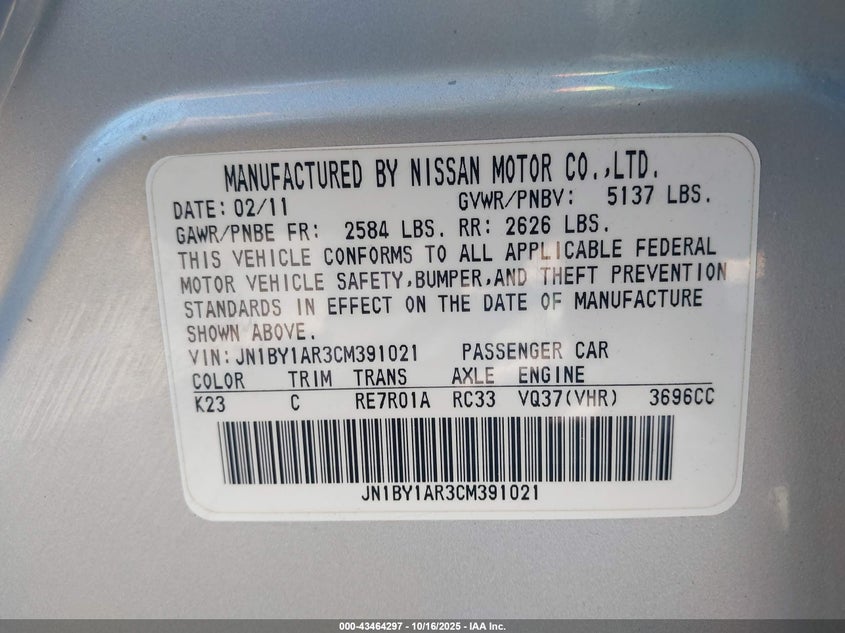 MANUFACTURED BY NISSAN MOTOR CO.,LTD.
DATE: 02/11 GVWR/PNBV: 5137 LBS.
GAWR/PNBE FR: 2584 LBS. RR: 2626 LBS.
THIS VEHICLE CONFORMS TO ALL APPLICABLE FEDERAL
MOTOR VEHICLE SAFETY,BUMPER,AND THEFT PREVENTION
STANDARDS IN EFFECT ON THE DATE OF MANUFACTURE
SHOWN ABOVE.
VIN: JN1BY1AR3CM391021 PASSENGER CAR
COLOR TRIM TRANS AXLE ENGINE
K23 C RE7R01A RC33 VQ37(VHR) 3696CC
JN1BY1AR3CM391021
000-43464297 - 10/16/2025 - IAA Inc.